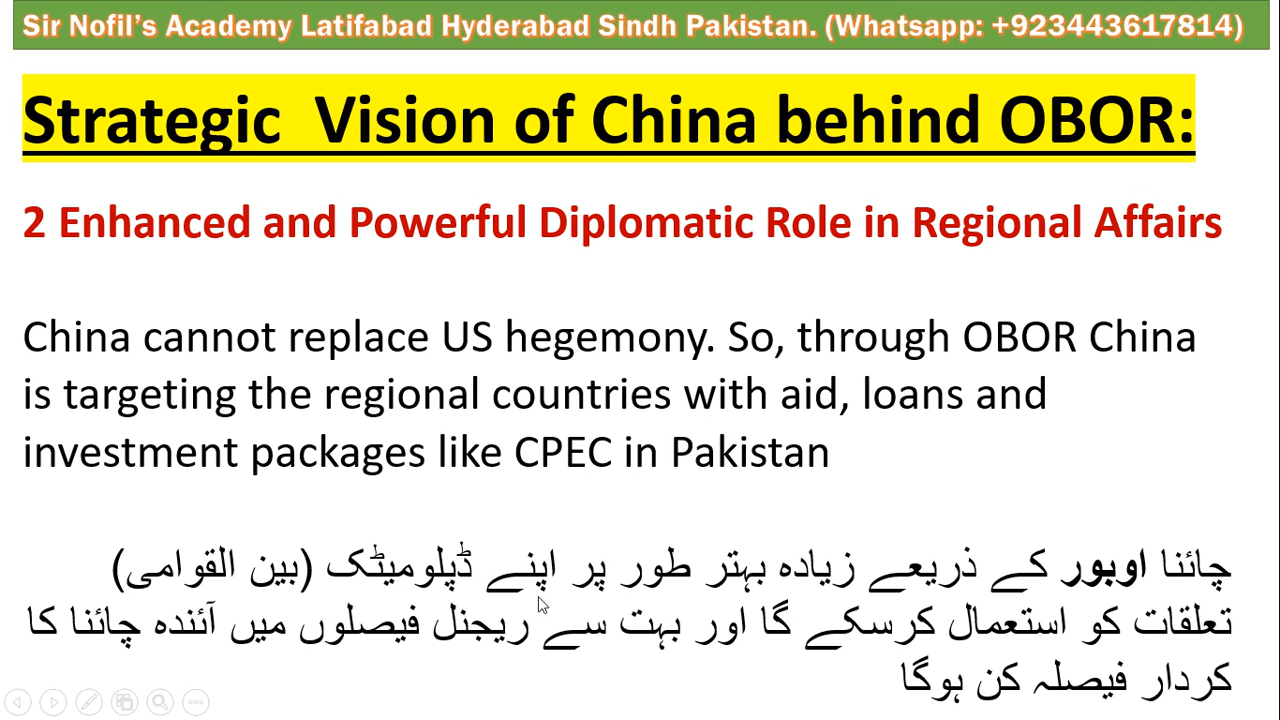 Sir Nofil's Academy Latifabad Hyderabad Sindh Pakistan. (Whatsapp: +923443617814)
Strategic Vision of China behind OBOR:
2 Enhanced and Powerful Diplomatic Role in Regional Affairs
China cannot replace US hegemony. So, through OBOR China
is targeting the regional countries with aid, loans and
investment packages like CPEC in Pakistan
چائنا اوبور کے ذریعے زیادہ بہتر طور پر اپنے ڈپلومیٹک (بین القوامی)
تعلقات کو استعمال کرسکے گا اور بہت سے ریجنل فیصلوں میں آئندہ چائنا کا
کردار فیصلہ کن ہوگا